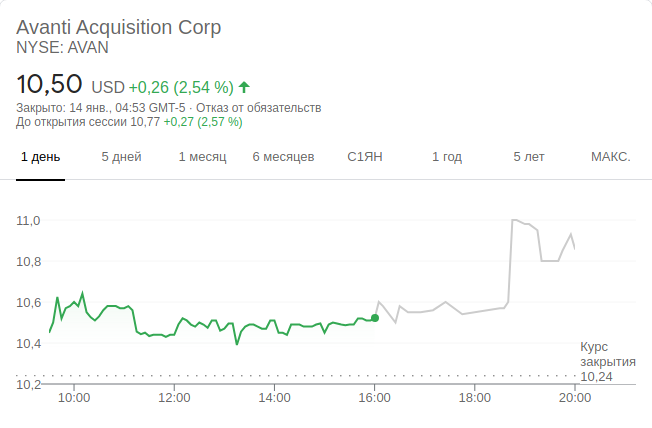 Avanti Acquisition Corp
NYSE: AVAN
10,50 USD +0,26 (2,54 %)
Закрыто: 14 янв., 04:53 GMT-5 · Отказ от обязательств
До открытия сессии 10,77 +0,27 (2,57 %)
1 день 5 дней 1 месяц 6 месяцев С1ЯН 1 год 5 лет МАКС.
11,0
10,8
10,6
10,4
Курс
закрытия
10,24
10,2
10:00 12:00 14:00 16:00 18:00 20:00